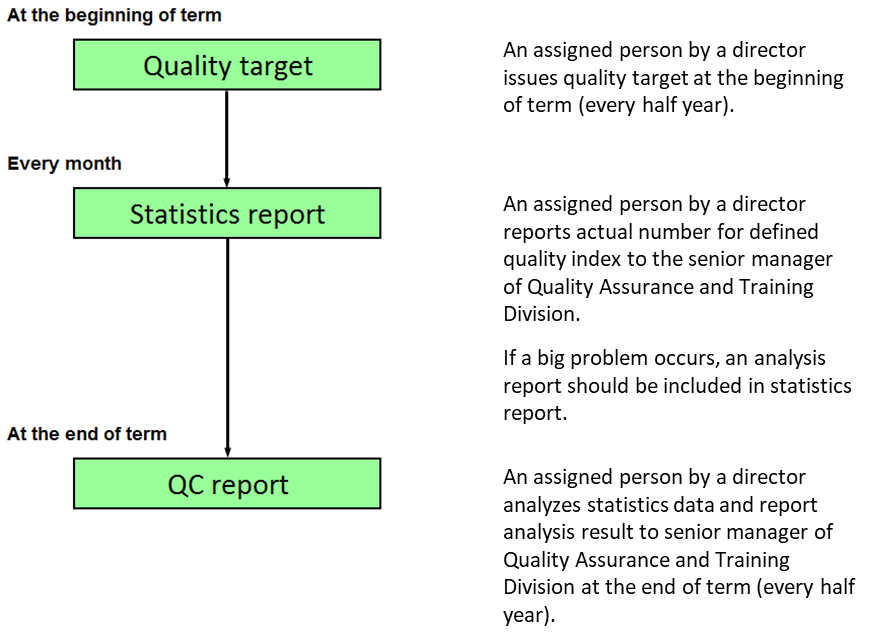 At the beginning of term
Quality target
An assigned person by a director
issues quality target at the beginning
of term (every half year).
Every month
Statistics report
An assigned person by a director
reports actual number for defined
quality index to the senior manager
of Quality Assurance and Training
Division.
If a big problem occurs, an analysis
report should be included in statistics
report.
At the end of term
QC report
An assigned person by a director
analyzes statistics data and report
analysis result to senior manager of
Quality Assurance and Training
Division at the end of term (every half
year).